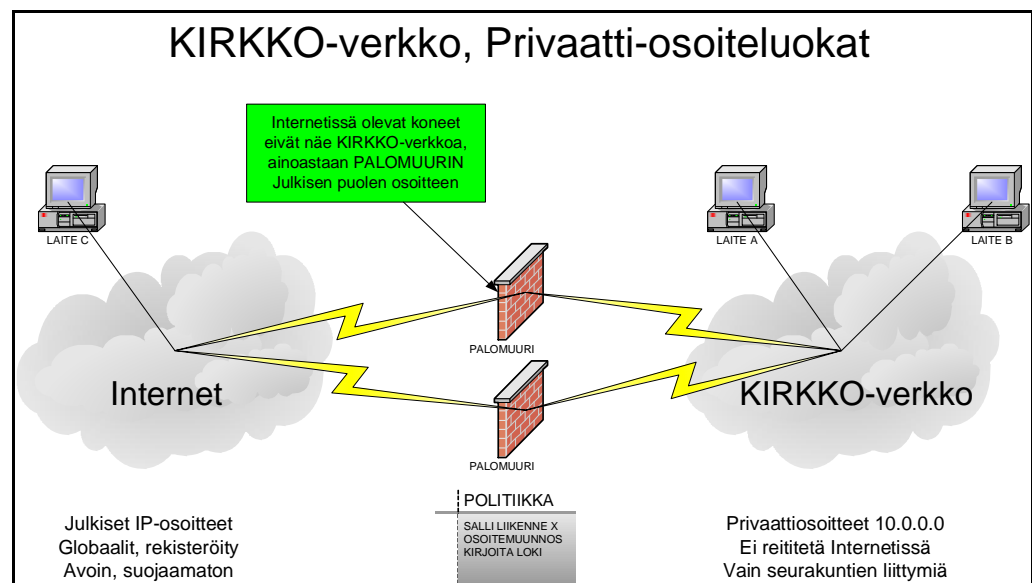 KIRKKO-verkko, Privaatti-osoiteluokat
Internetissä olevat koneet
eivät näe KIRKKO-verkkoa,
ainoastaan PALOMUURIN
Julkisen puolen osoitteen
LAITE C
LAITE A
LAITE B
PALOMUURI
Internet
KIRKKO-verkko
PALOMUURI
POLITIIKKA
SALLI LIIKENNE X
OSOITEMUUNNOS
KIRJOITA LOKI
Julkiset IP-osoitteet
Globaalit, rekisteröity
Avoin, suojaamaton
Privaattiosoitteet 10.0.0.0
Ei reititetä Internetissä
Vain seurakuntien liittymiä